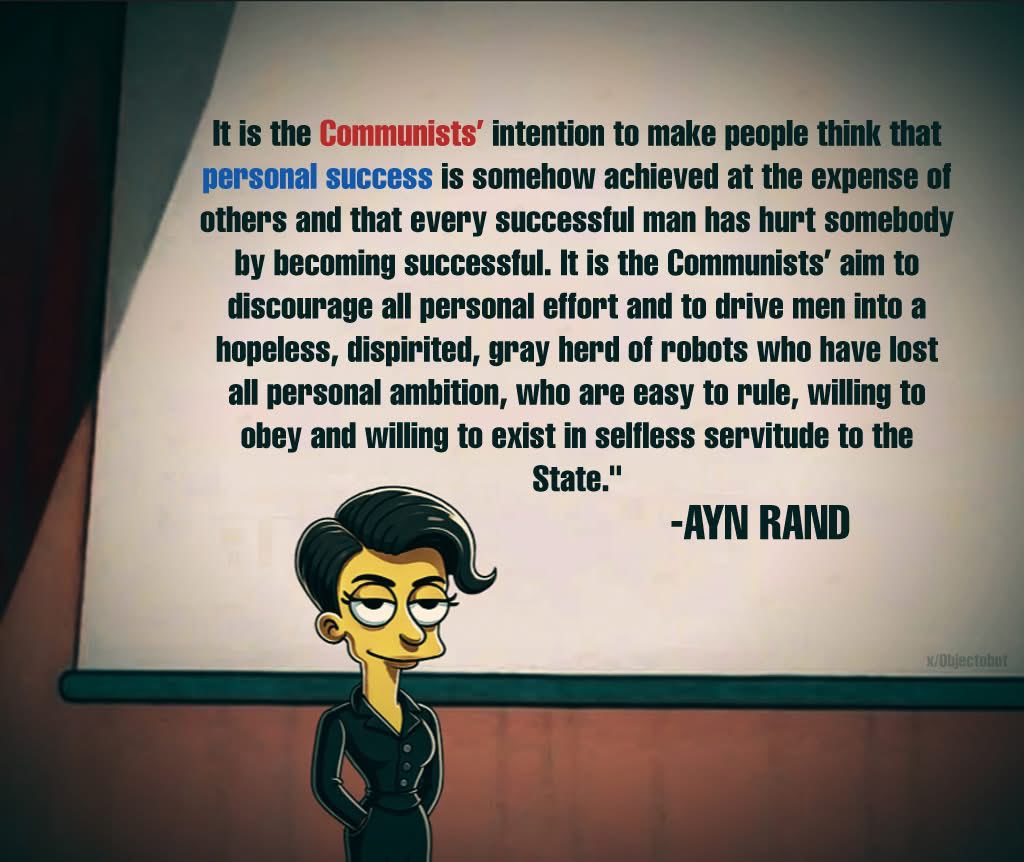 It is the Communists’ intention to make people think that
personal success is somehow achieved at the expense of
others and that every successful man has hurt somebody
by becoming successful. It is the Communists’ aim to
discourage all personal effort and to drive men into a
hopeless, dispirited, gray herd of robots who have lost
all personal ambition, who are easy to rule, willing to
obey and willing to exist in selfless servitude to the
State."
-AYN RAND
x/Objectobot